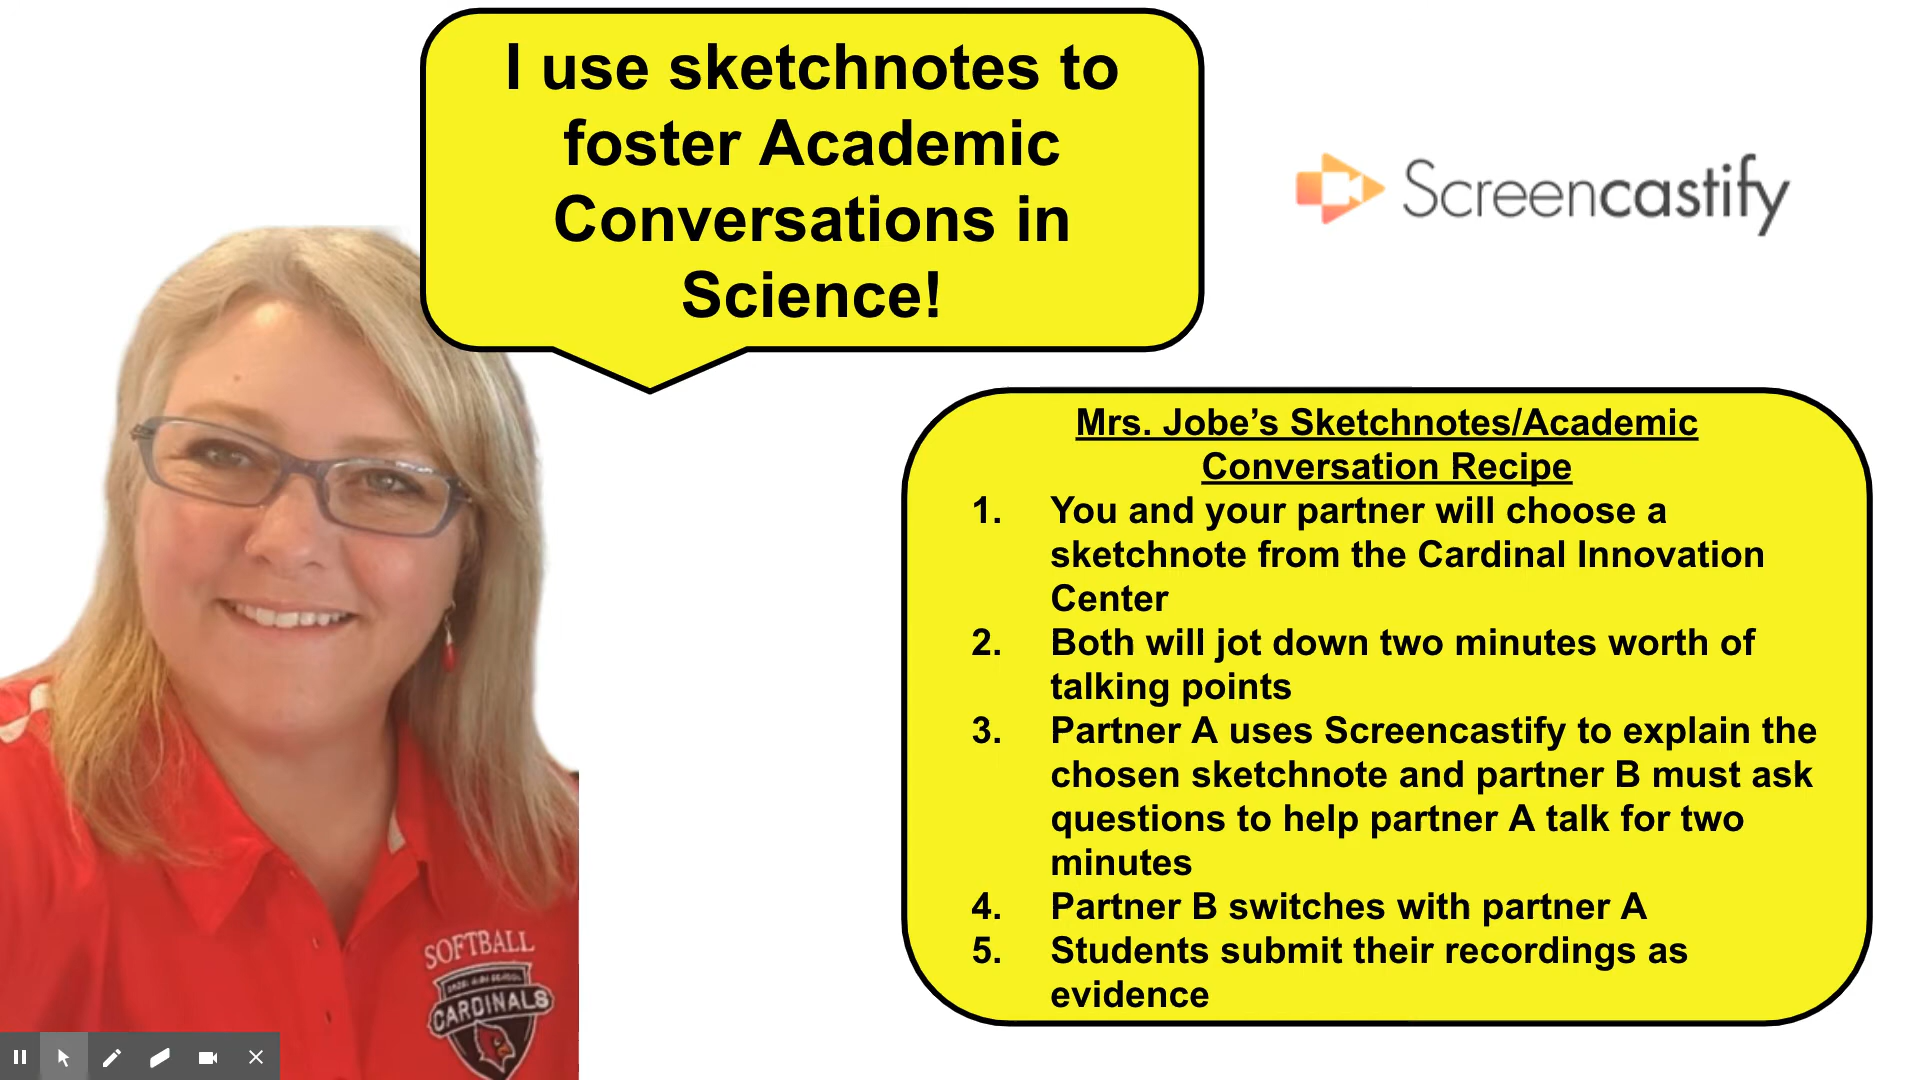 I use sketchnotes to
foster Academic
Conversations in
Science!
Screencastify
Mrs. Jobe’s Sketchnotes/Academic
Conversation Recipe
1. You and your partner will choose a
sketchnote from the Cardinal Innovation
Center
2. Both will jot down two minutes worth of
talking points
3. Partner A uses Screencastify to explain the
chosen sketchnote and partner B must ask
questions to help partner A talk for two
minutes
4. Partner B switches with partner A
5. Students submit their recordings as
evidence
SOFTBALL
CARDINALS